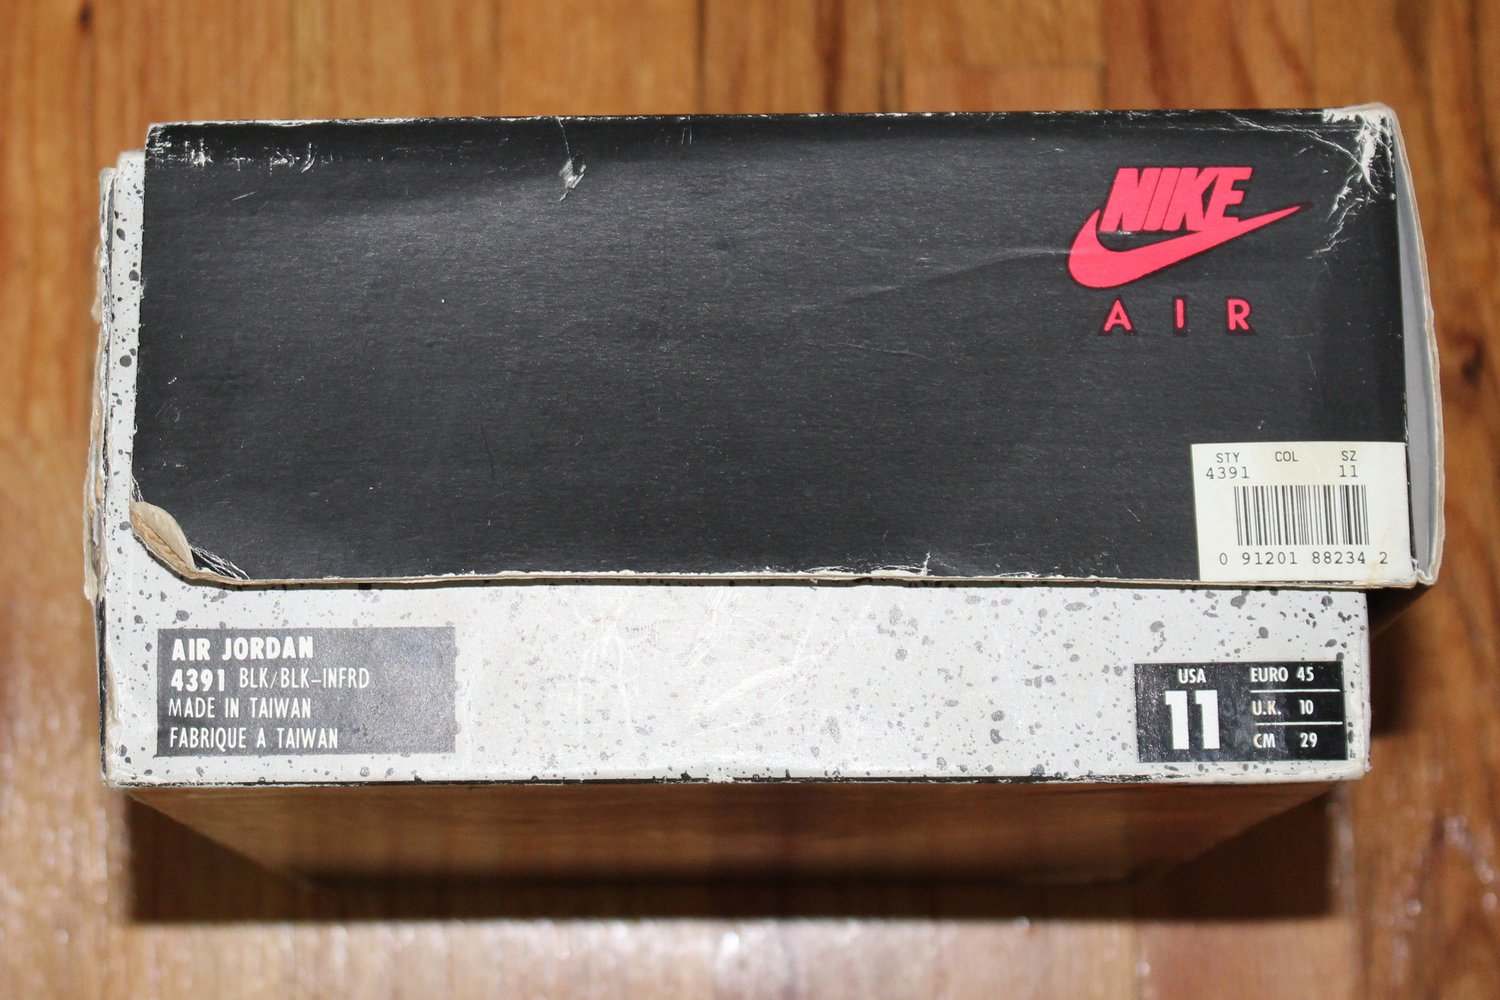 NIKE
AIR
STY COL SZ
4391 11
0 91201 88234 2
AIR JORDAN
4391 BLK/BLK-INFRD
MADE IN TAIWAN
FABRIQUE A TAIWAN
USA
11
EURO 45
U.K. 10
CM 29